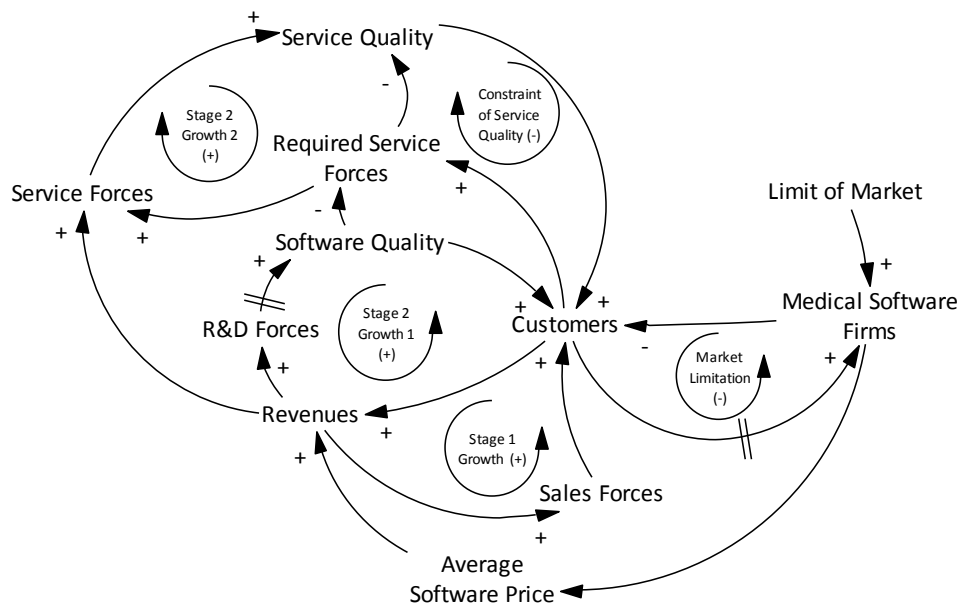 +
Service Quality
-
Stage 2
Growth 2
(+)
Constraint
of Service
Quality (-)
Required Service
Forces
+
Service Forces
+
+
-
Limit of Market
+
Software Quality
+
Medical Software
Firms
+
+
Customers
-
+
R&D Forces
Stage 2
Growth 1
(+)
Market
Limitation
(-)
+
+
Revenues
+
+
Stage 1
Growth (+)
Sales Forces
+
Average
Software Price